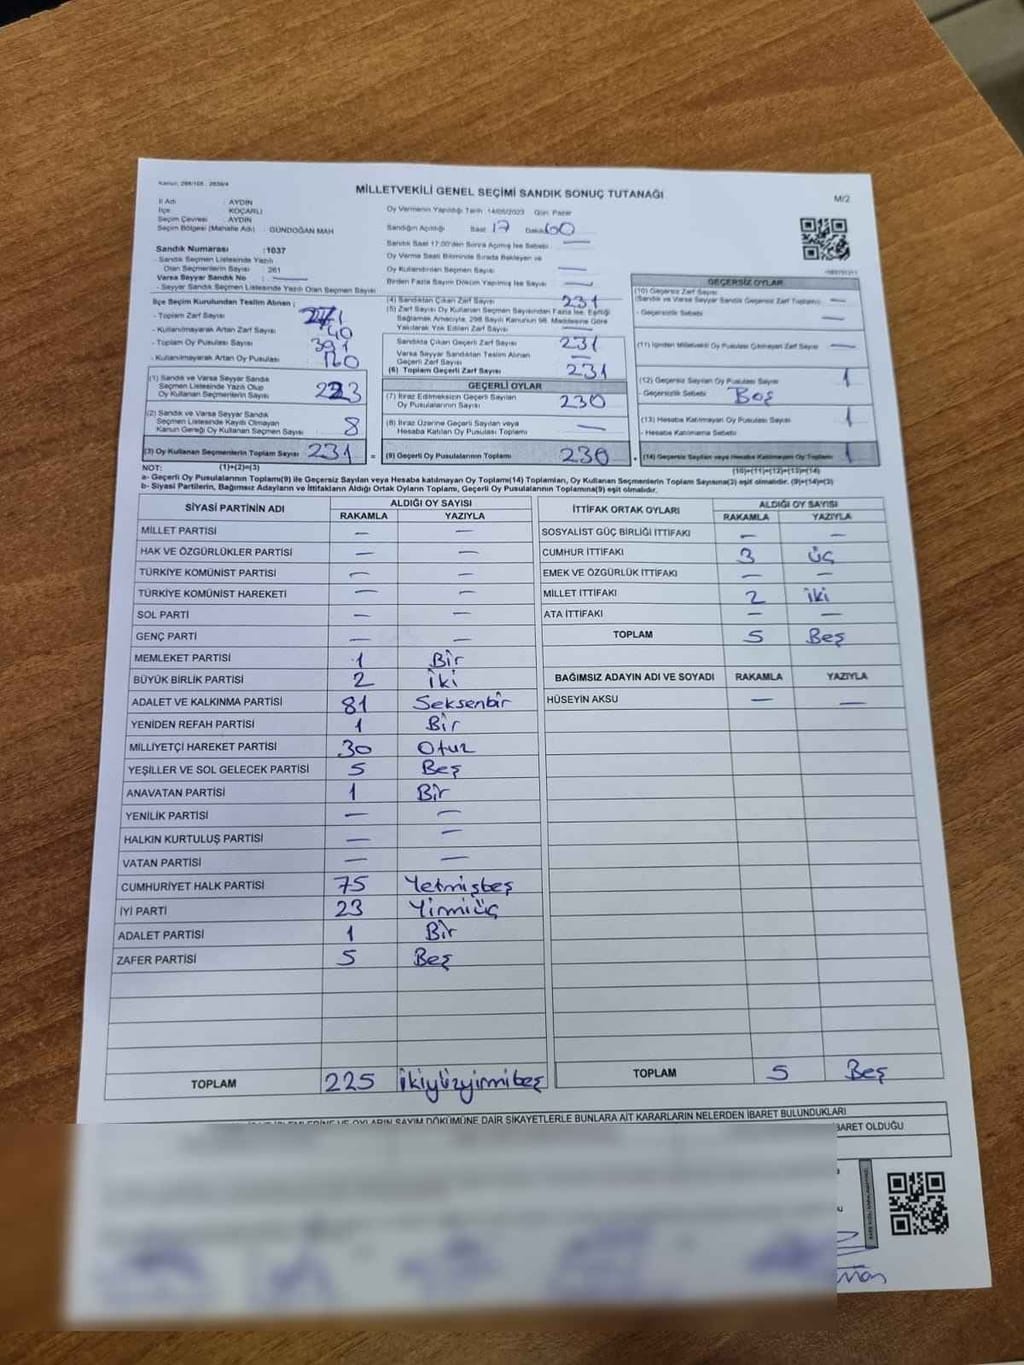 Kanun: 298/105 , 2839/4
MİLLETVEKİLİ GENEL SEÇİMİ SANDIK SONUÇ TUTANAĞI
M/2
İl Adı : AYDIN
İlçe : KOÇARLI
Seçim Çevresi : AYDIN
Seçim Bölgesi (Mahalle Adı) : GÜNDOĞAN MAH
Sandık Numarası :1037
- Sandık Seçmen Listesinde Yazılı
Olan Seçmenlerin Sayısı 261
Varsa Seyyar Sandık No :
- Seyyar Sandık Seçmen Listesinde Yazılı Olan Seçmen Sayısı
Oy Vermenin Yapıldığı Tarih 14/05/2023 Gün: Pazar
Sandığın Açıldığı Saat 17 Dakika 00
Sandık Saat 17.00'den Sonra Açılmış İse Sebebi —
Oy Verme Saati Bitiminde Sırada Bekleyen ve
Oy Kullandırılan Seçmen Sayısı —
Birden Fazla Sayım Döküm Yapılmış İse Sayısı —
İlçe Seçim Kurulundan Teslim Alınan ;
- Toplam Zarf Sayısı
- Kullanılmayarak Artan Zarf Sayısı 40
- Toplam Oy Pusulası Sayısı 391
- Kullanılmayarak Artan Oy Pusulası 160
(1) Sandık ve Varsa Seyyar Sandık
Seçmen Listesinde Yazılı Olup
Oy Kullanan Seçmenlerin Sayısı 223
(2) Sandık ve Varsa Seyyar Sandık
Seçmen Listesinde Kayıtlı Olmayan
Kanun Gereği Oy Kullanan Seçmen Sayısı 8
(3) Oy Kullanan Seçmenlerin Toplam Sayısı 231 =
(4) Sandıktan Çıkan Zarf Sayısı 231
(5) Zarf Sayısı Oy Kullanan Seçmen Sayısından Fazla İse, Eşitliği
Sağlamak Amacıyla, 298 Sayılı Kanunun 98. Maddesine Göre
Yakılarak Yok Edilen Zarf Sayısı —
Sandıkta Çıkan Geçerli Zarf Sayısı 231
Varsa Seyyar Sandıktan Teslim Alınan
Geçerli Zarf Sayısı —
(6) Toplam Geçerli Zarf Sayısı 231
GEÇERLİ OYLAR
(7) İtiraz Edilmeksizin Geçerli Sayılan
Oy Pusulalarının Sayısı 230
(8) İtiraz Üzerine Geçerli Sayılan veya
Hesaba Katılan Oy Pusulası Toplamı —
(9) Geçerli Oy Pusulalarının Toplamı 230 +
GEÇERSİZ OYLAR
(10) Geçersiz Zarf Sayısı
(Sandık ve Varsa Seyyar Sandık Geçersiz Zarf Toplamı) —
- Geçersizlik Sebebi —
(11) İçinden Milletvekili Oy Pusulası Çıkmayan Zarf Sayısı —
(12) Geçersiz Sayılan Oy Pusulası Sayısı 1
- Geçersizlik Sebebi Boş
(13) Hesaba Katılmayan Oy Pusulası Sayısı 1
- Hesaba Katılmama Sebebi
(14) Geçersiz Sayılan veya Hesaba Katılmayan Oy Toplamı 1
NOT: (1)+(2)=(3) (10)+(11)+(12)+(13)=(14)
a- Geçerli Oy Pusulalarının Toplamı(9) ile Geçersiz Sayılan veya Hesaba katılmayan Oy Toplamı(14) Toplamları, Oy Kullanan Seçmenlerin Toplam Sayısına(3) eşit olmalıdır. (9)+(14)=(3)
b- Siyasi Partilerin, Bağımsız Adayların ve İttifakların Aldığı Ortak Oyların Toplamı, Geçerli Oy Pusulalarının Toplamına(9) eşit olmalıdır.
SİYASİ PARTİNİN ADI ALDIĞI OY SAYISI
RAKAMLA YAZIYLA
MİLLET PARTİSİ — —
HAK VE ÖZGÜRLÜKLER PARTİSİ — —
TÜRKİYE KOMÜNİST PARTİSİ — —
TÜRKİYE KOMÜNİST HAREKETİ — —
SOL PARTİ — —
GENÇ PARTİ — —
MEMLEKET PARTİSİ 1 Bir
BÜYÜK BİRLİK PARTİSİ 2 iki
ADALET VE KALKINMA PARTİSİ 81 Seksenbir
YENİDEN REFAH PARTİSİ 1 Bir
MİLLİYETÇİ HAREKET PARTİSİ 30 Otuz
YEŞİLLER VE SOL GELECEK PARTİSİ 5 Beş
ANAVATAN PARTİSİ 1 Bir
YENİLİK PARTİSİ — —
HALKIN KURTULUŞ PARTİSİ — —
VATAN PARTİSİ — —
CUMHURİYET HALK PARTİSİ 75 Yetmişbeş
İYİ PARTİ 23 Yirmiüç
ADALET PARTİSİ 1 Bir
ZAFER PARTİSİ 5 Beş
TOPLAM 225 ikiyüzyirmibeş
İTTİFAK ORTAK OYLARI ALDIĞI OY SAYISI
RAKAMLA YAZIYLA
SOSYALİST GÜÇ BİRLİĞİ İTTİFAKI — —
CUMHUR İTTİFAKI 3 üç
EMEK VE ÖZGÜRLÜK İTTİFAKI — —
MİLLET İTTİFAKI 2 iki
ATA İTTİFAKI — —
TOPLAM 5 Beş
BAĞIMSIZ ADAYIN ADI VE SOYADI RAKAMLA YAZIYLA
HÜSEYİN AKSU — —
TOPLAM 5 Beş
OYLARIN SAYIM DÖKÜMÜNE DAİR ŞİKAYETLERLE BUNLARA AİT KARARLARIN NELERDEN İBARET BULUNDUKLARI
OLDUĞU